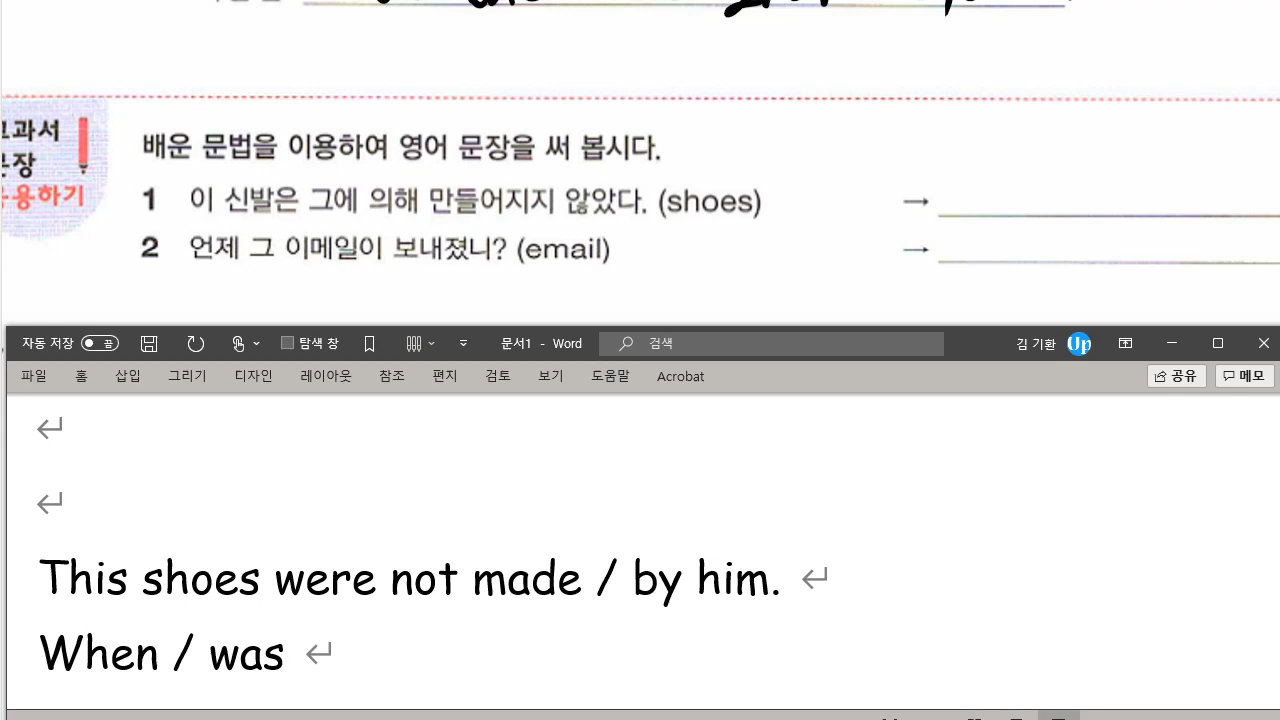 교과서
문장
응용하기
배운 문법을 이용하여 영어 문장을 써 봅시다.
1 이 신발은 그에 의해 만들어지지 않았다. (shoes) →
2 언제 그 이메일이 보내졌니? (email) →
자동 저장 끔 탐색 창 문서1 - Word 검색 김 기환 Up
파일 홈 삽입 그리기 디자인 레이아웃 참조 편지 검토 보기 도움말 Acrobat 공유 메모
This shoes were not made / by him.
When / was